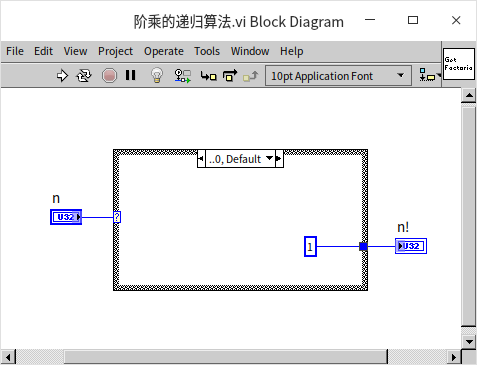 阶乘的递归算法.vi Block Diagram
File Edit View Project Operate Tools Window Help
10pt Application Font
Get
Factoria
..0, Default
n
U32
?
1
n!
U32